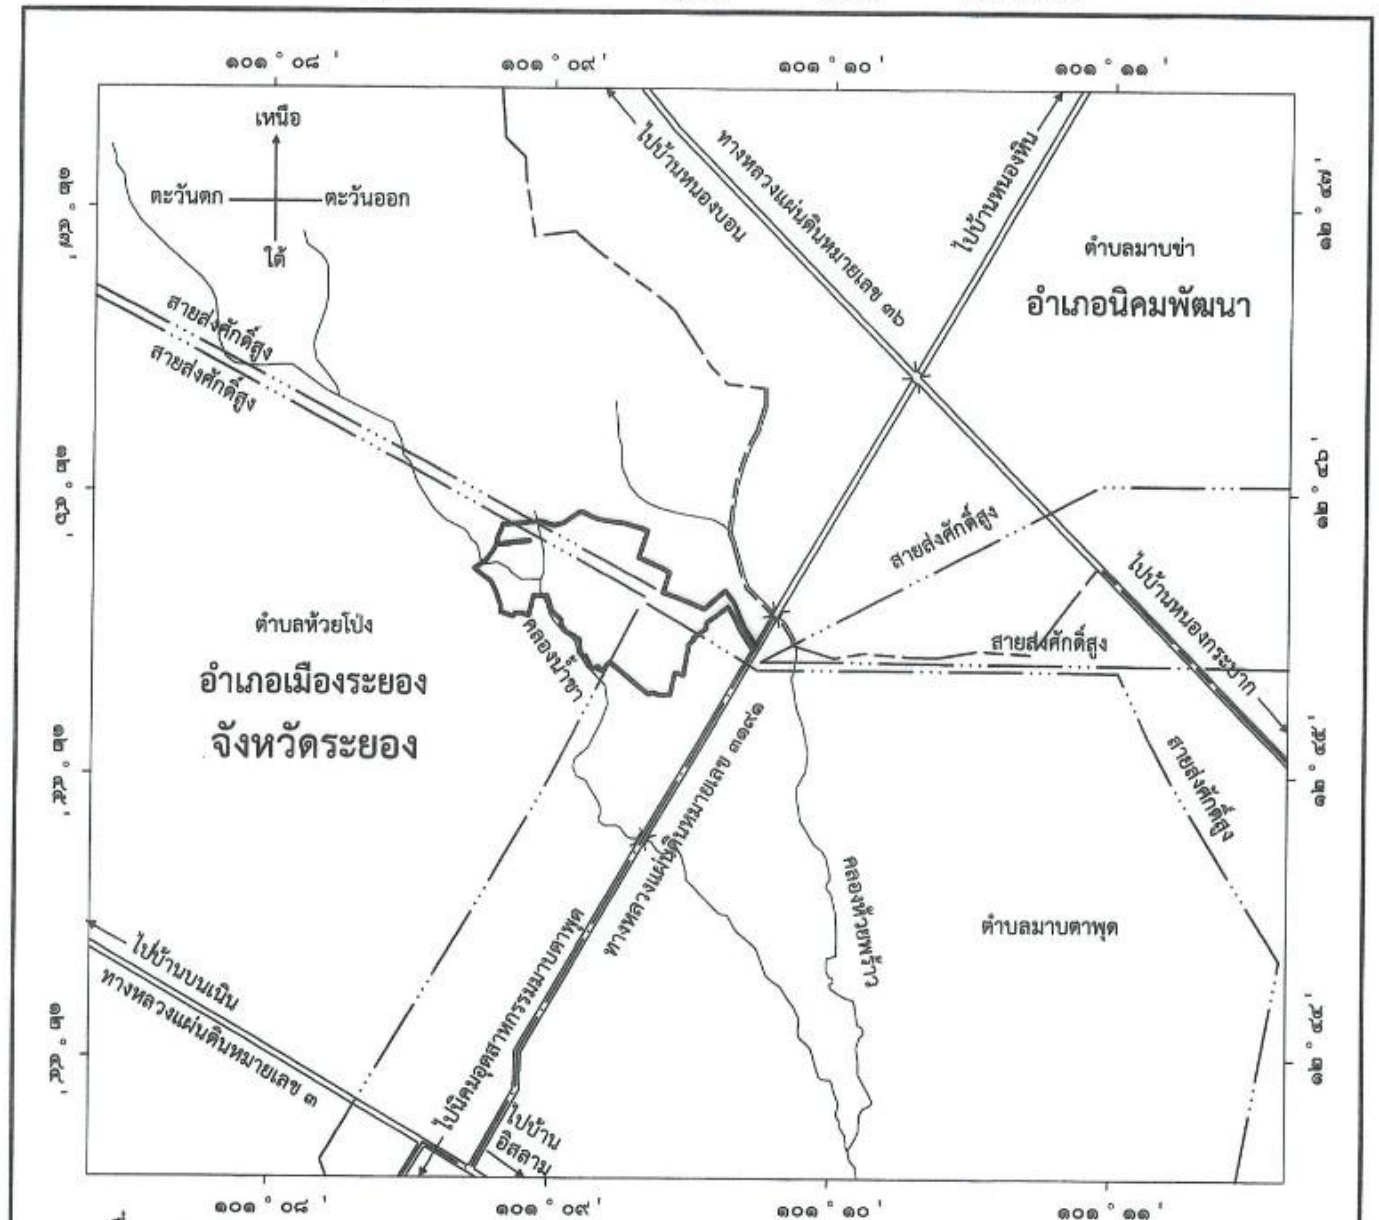 ๑๐๑ ° ๐๘ '
๑๐๑ ° ๐๙ '
๑๐๑ ° ๑๐ '
๑๐๑ ° ๑๑ '
เหนือ
ตะวันตก
ตะวันออก
ใต้
๑๒ ° ๔๗ '
๑๒ ° ๔๗ '
ไปบ้านหนองบอน
ทางหลวงแผ่นดินหมายเลข ๓๖
ไปบ้านหนองหิน
ตำบลมาบข่า
อำเภอนิคมพัฒนา
สายส่งศักดิ์สูง
สายส่งศักดิ์สูง
๑๒ ° ๔๖ '
๑๒ ° ๔๖ '
สายส่งศักดิ์สูง
ไปบ้านหนองกระบาก
สายส่งศักดิ์สูง
ตำบลห้วยโป่ง
อำเภอเมืองระยอง
จังหวัดระยอง
คลองน้ำชา
ทางหลวงแผ่นดินหมายเลข ๓๑๙๑
๑๒ ° ๔๕ '
๑๒ ° ๔๕ '
สายส่งศักดิ์สูง
คลองห้วยพร้าว
ตำบลมาบตาพุด
ไปบ้านบนเนิน
ทางหลวงแผ่นดินหมายเลข ๓
ไปนิคมอุตสาหกรรมมาบตาพุด
ไปบ้าน
อิสลาม
๑๒ ° ๔๔ '
๑๒ ° ๔๔ '
๑๐๑ ° ๐๘ '
๑๐๑ ° ๐๙ '
๑๐๑ ° ๑๐ '
๑๐๑ ° ๑๑ '